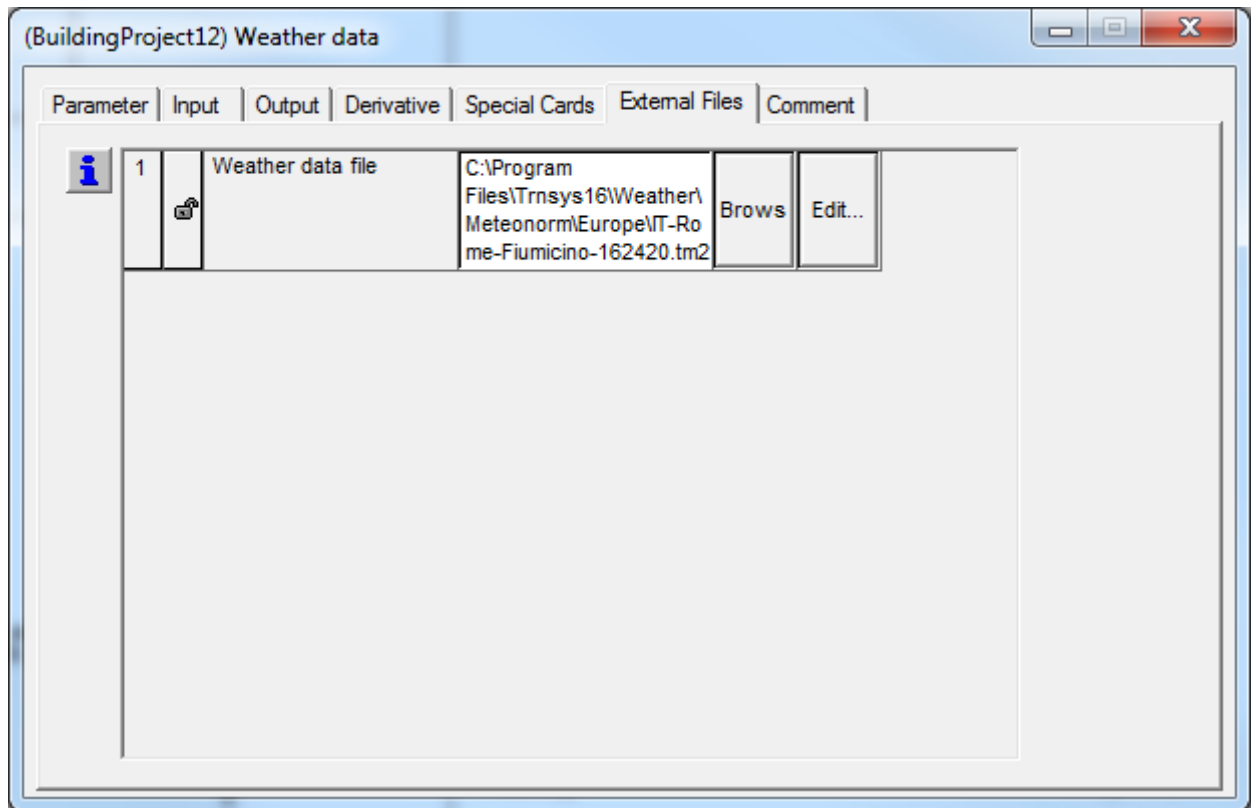 (BuildingProject12) Weather data
Parameter Input Output Derivative Special Cards External Files Comment
1 Weather data file
C:\Program
Files\Trnsys16\Weather\
Meteonorm\Europe\IT-Ro
me-Fiumicino-162420.tm2
Brows Edit...